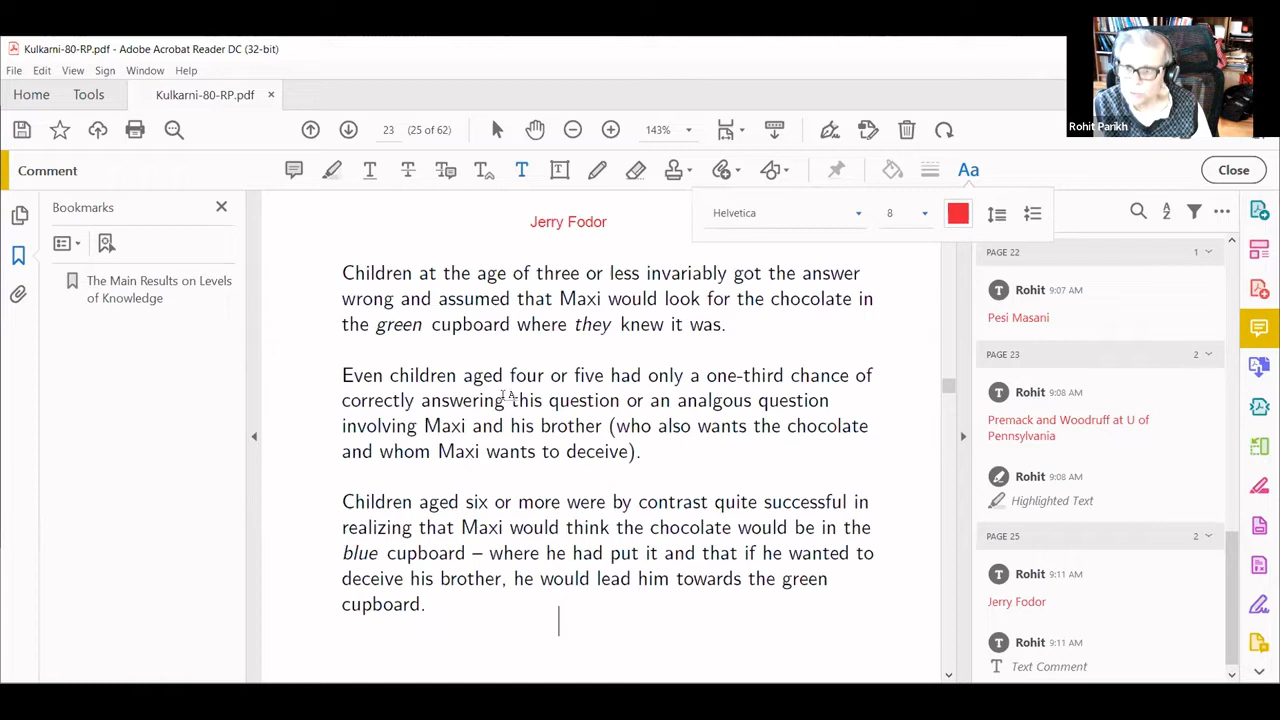 Kulkarni-80-RP.pdf - Adobe Acrobat Reader DC (32-bit)
File Edit View Sign Window Help
Home Tools Kulkarni-80-RP.pdf ×
23 (25 of 62) 143%
Comment Aa Close
Helvetica 8
Bookmarks
The Main Results on Levels
of Knowledge
Jerry Fodor
Children at the age of three or less invariably got the answer
wrong and assumed that Maxi would look for the chocolate in
the green cupboard where they knew it was.
Even children aged four or five had only a one-third chance of
correctly answering this question or an analgous question
involving Maxi and his brother (who also wants the chocolate
and whom Maxi wants to deceive).
Children aged six or more were by contrast quite successful in
realizing that Maxi would think the chocolate would be in the
blue cupboard – where he had put it and that if he wanted to
deceive his brother, he would lead him towards the green
cupboard.
PAGE 22 1
Rohit 9:07 AM
Pesi Masani
PAGE 23 2
Rohit 9:08 AM
Premack and Woodruff at U of
Pennsylvania
Rohit 9:08 AM
Highlighted Text
PAGE 25 2
Rohit 9:11 AM
Jerry Fodor
Rohit 9:11 AM
Text Comment
Rohit Parikh